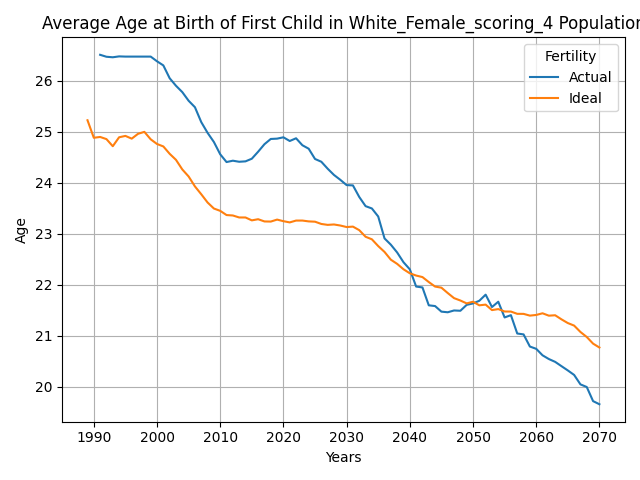 Average Age at Birth of First Child in White_Female_scoring_4 Population
Fertility
Actual
Ideal
Age
26
25
24
23
22
21
20
1990 2000 2010 2020 2030 2040 2050 2060 2070
Years